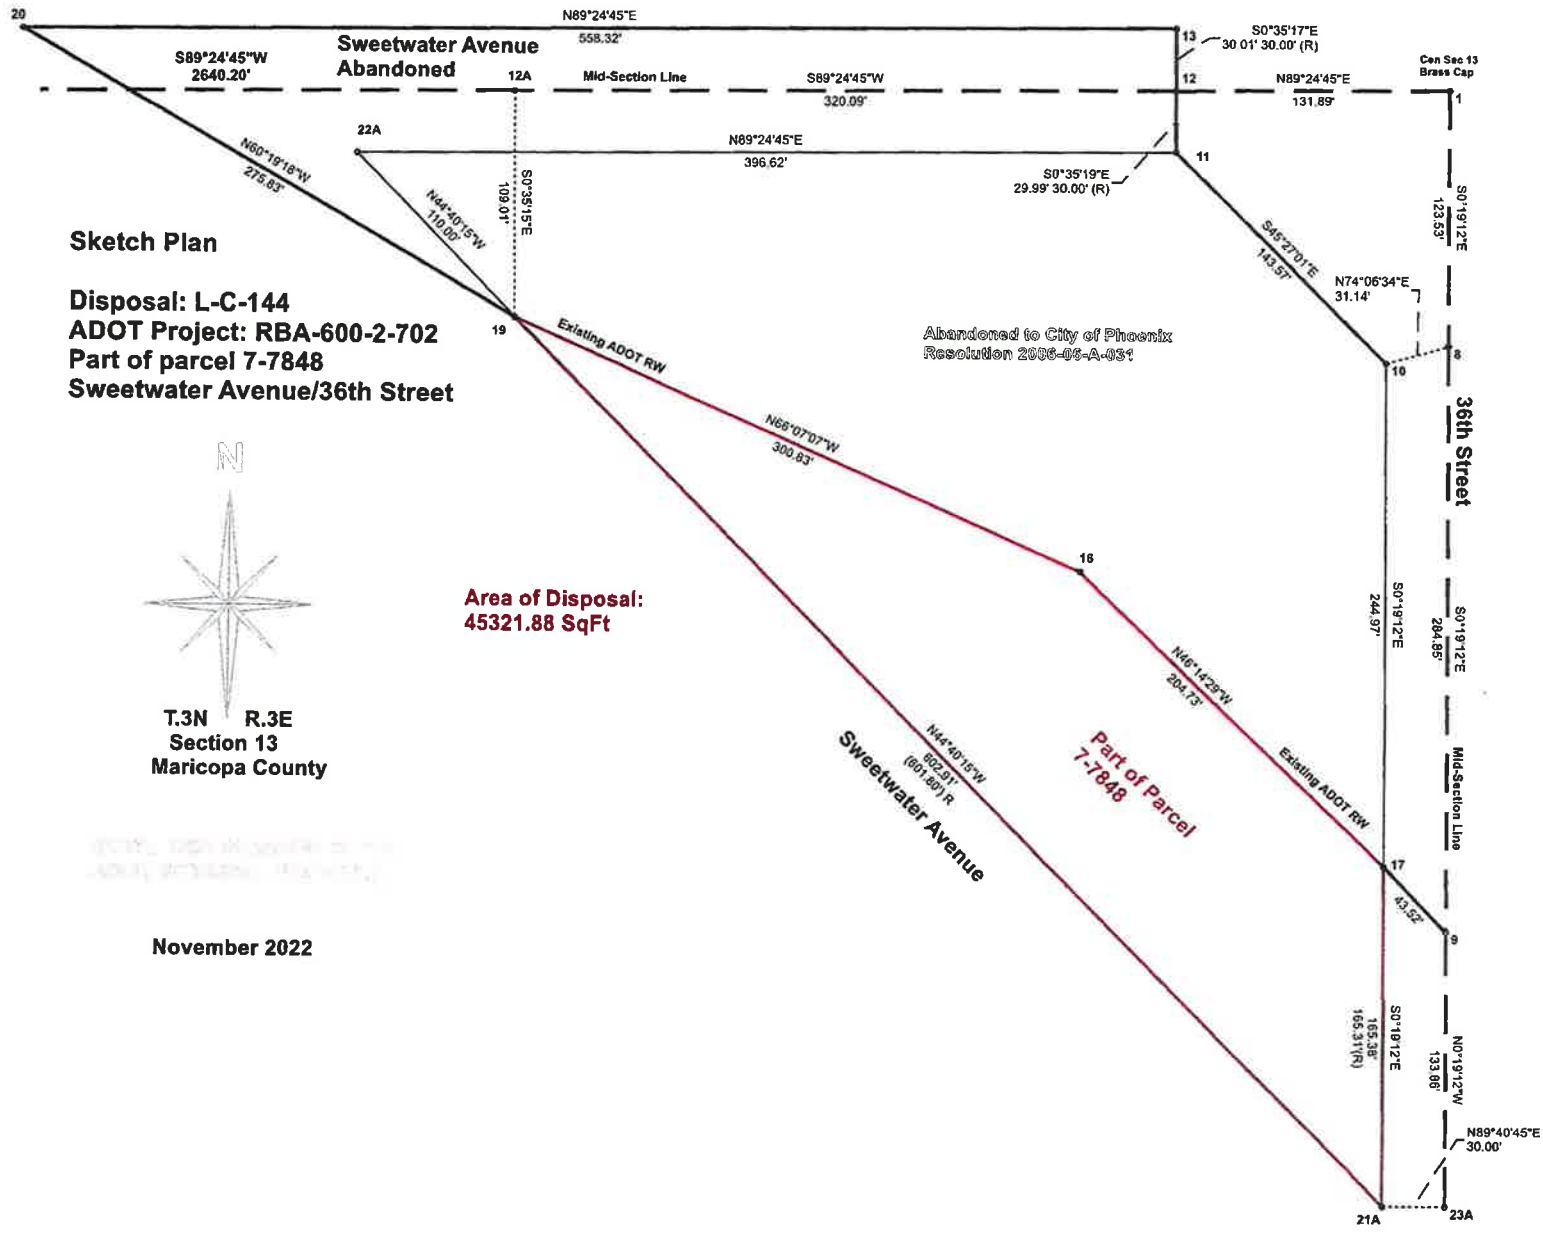 20
N89°24'45"E
558.32'
13
S0°35'17"E
30 01' 30.00' (R)
Sweetwater Avenue
Abandoned
S89°24'45"W
2640.20'
12A
Mid-Section Line
S89°24'45"W
320.09'
12
N89°24'45"E
131.89'
Cen Sec 13
Brass Cap
1
22A
N89°24'45"E
396.62'
11
S0°35'19"E
29.99' 30.00' (R)
N60°19'18"W
275.83'
N44°40'15"W
110.00'
S0°35'15"E
109.01'
S0°19'12"E
123.53'
S45°27'01"E
143.57'
N74°06'34"E
31.14'
Sketch Plan
Disposal: L-C-144
ADOT Project: RBA-600-2-702
Part of parcel 7-7848
Sweetwater Avenue/36th Street
19
Existing ADOT RW
Abandoned to City of Phoenix
Resolution 2006-05-A-031
10
8
36th Street
N66°07'07"W
300.83'
N
16
Area of Disposal:
45321.88 SqFt
S0°19'12"E
244.97'
S0°19'12"E
284.85'
N46°14'29"W
204.73'
T.3N R.3E
Section 13
Maricopa County
N44°40'15"W
602.91'
(601.80') R
Sweetwater Avenue
Part of Parcel
7-7848
Existing ADOT RW
Mid-Section Line
17
43.52'
9
November 2022
S0°19'12"E
165.38'
165.31'(R)
N0°19'12"W
133.86'
N89°40'45"E
30.00'
21A
23A